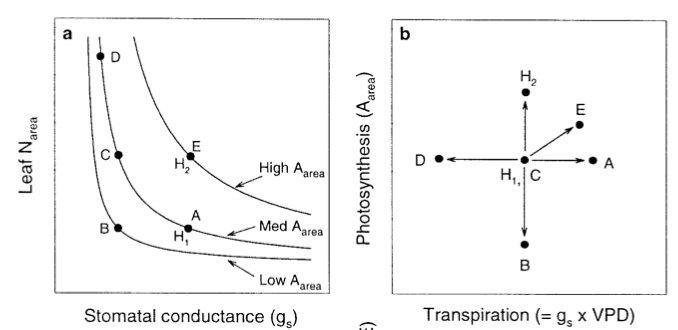 a
D
C
E
H2
High Aarea
A
B
H1
Med Aarea
Low Aarea
Leaf Narea
Stomatal conductance (gs)
b
H2
E
D
A
H1, C
B
Photosynthesis (Aarea)
Transpiration (= gs x VPD)